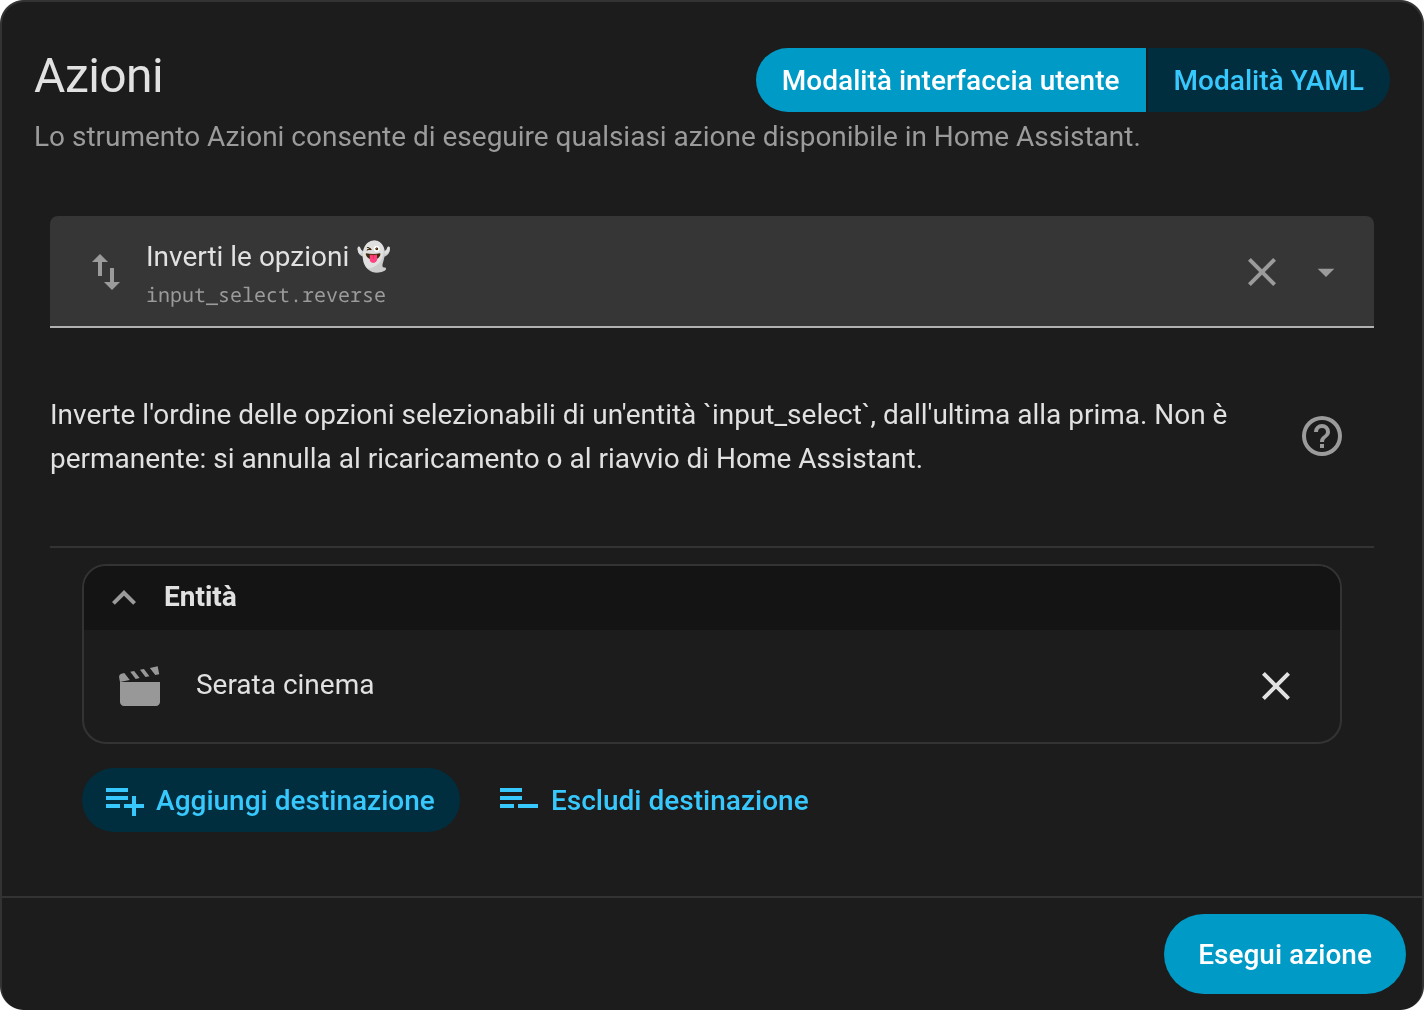 Azioni
Modalità interfaccia utente
Modalità YAML
Lo strumento Azioni consente di eseguire qualsiasi azione disponibile in Home Assistant.
Inverti le opzioni 👻
input_select.reverse
Inverte l'ordine delle opzioni selezionabili di un'entità `input_select`, dall'ultima alla prima. Non è
permanente: si annulla al ricaricamento o al riavvio di Home Assistant.
Entità
Serata cinema
Aggiungi destinazione
Escludi destinazione
Esegui azione